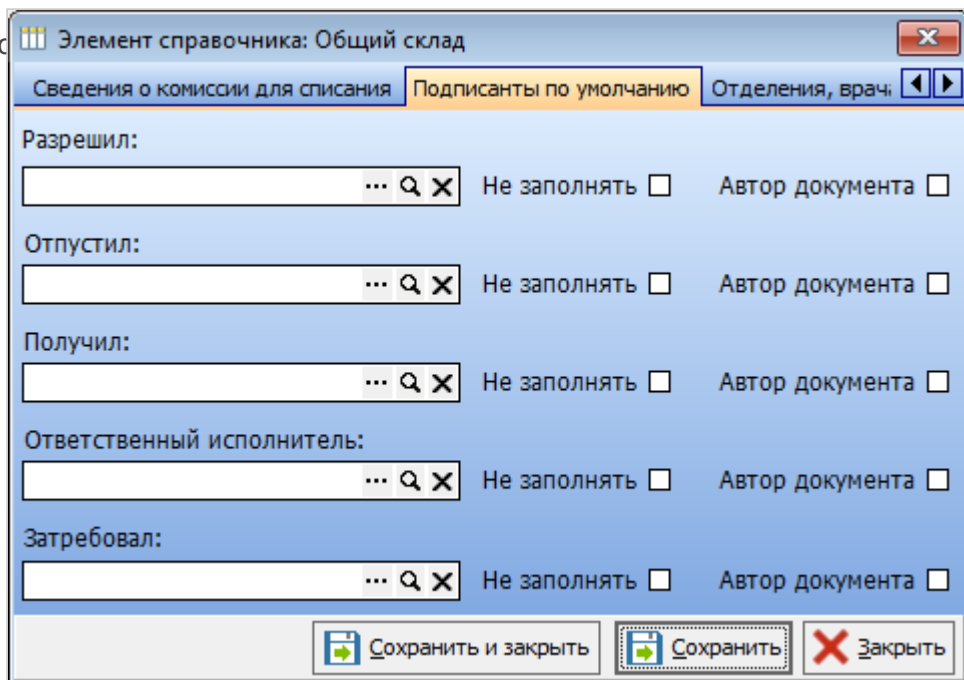 Элемент справочника: Общий склад
Сведения о комиссии для списания Подписанты по умолчанию Отделения, врач
Разрешил:
... Не заполнять Автор документа
Отпустил:
... Не заполнять Автор документа
Получил:
... Не заполнять Автор документа
Ответственный исполнитель:
... Не заполнять Автор документа
Затребовал:
... Не заполнять Автор документа
Сохранить и закрыть Сохранить Закрыть